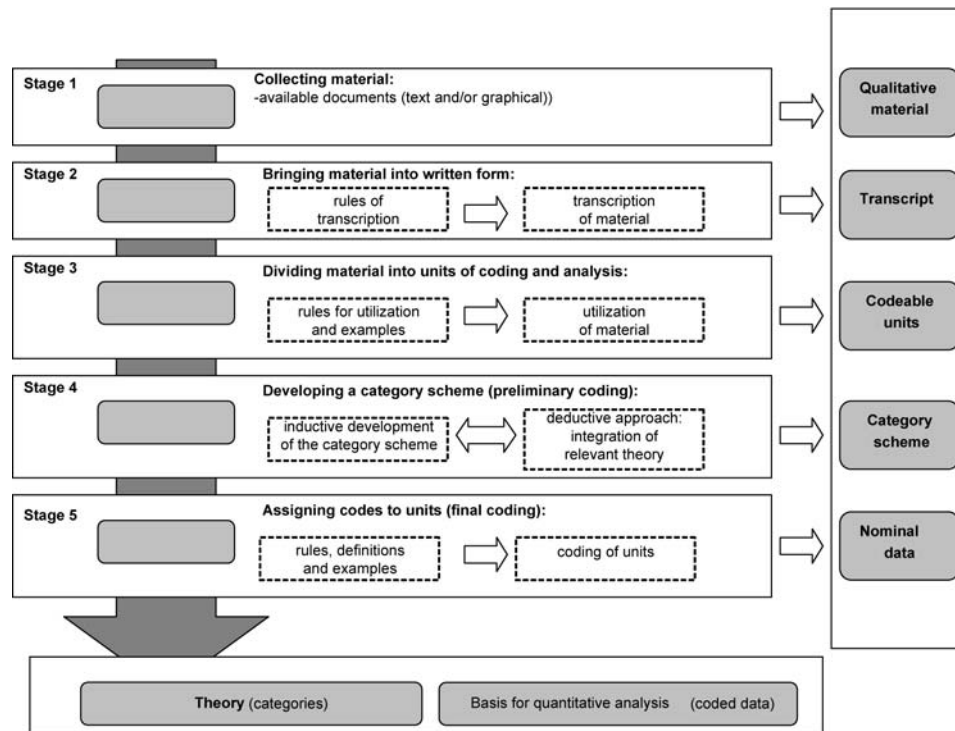 Stage 1
Collecting material:
-available documents (text and/or graphical))
Qualitative
material
Stage 2
Bringing material into written form:
rules of
transcription
transcription
of material
Transcript
Stage 3
Dividing material into units of coding and analysis:
rules for utilization
and examples
utilization
of material
Codeable
units
Stage 4
Developing a category scheme (preliminary coding):
inductive development
of the category scheme
deductive approach:
integration of
relevant theory
Category
scheme
Stage 5
Assigning codes to units (final coding):
rules, definitions
and examples
coding of units
Nominal
data
Theory (categories)
Basis for quantitative analysis (coded data)